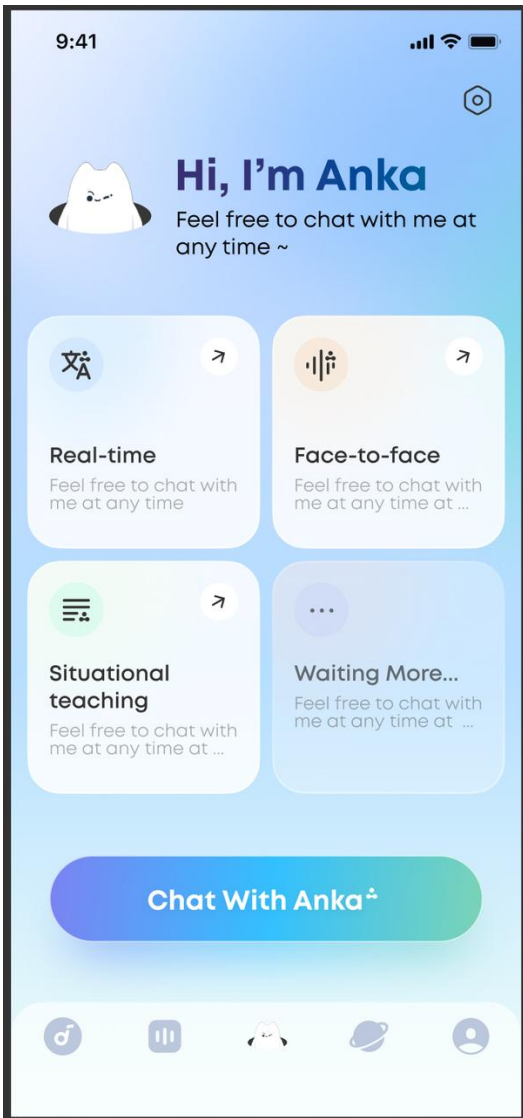 9:41
Hi, I'm Anka
Feel free to chat with me at
any time ~
文A
Real-time
Feel free to chat with
me at any time
Face-to-face
Feel free to chat with
me at any time at ...
Situational
teaching
Feel free to chat with
me at any time at ...
Waiting More...
Feel free to chat with
me at any time at ...
Chat With Anka